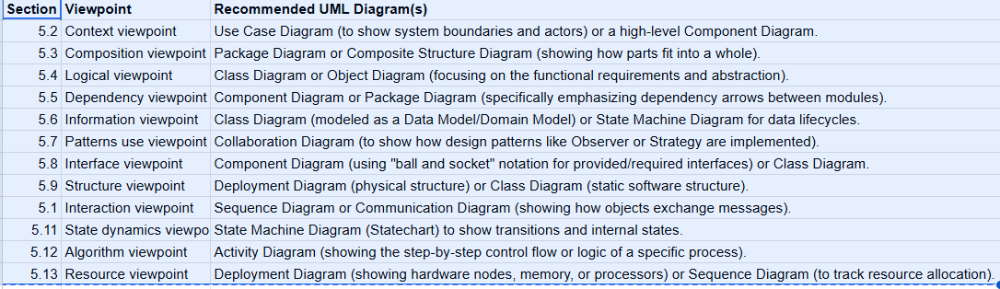 Section Viewpoint Recommended UML Diagram(s)
5.2 Context viewpoint Use Case Diagram (to show system boundaries and actors) or a high-level Component Diagram.
5.3 Composition viewpoint Package Diagram or Composite Structure Diagram (showing how parts fit into a whole).
5.4 Logical viewpoint Class Diagram or Object Diagram (focusing on the functional requirements and abstraction).
5.5 Dependency viewpoint Component Diagram or Package Diagram (specifically emphasizing dependency arrows between modules).
5.6 Information viewpoint Class Diagram (modeled as a Data Model/Domain Model) or State Machine Diagram for data lifecycles.
5.7 Patterns use viewpoint Collaboration Diagram (to show how design patterns like Observer or Strategy are implemented).
5.8 Interface viewpoint Component Diagram (using "ball and socket" notation for provided/required interfaces) or Class Diagram.
5.9 Structure viewpoint Deployment Diagram (physical structure) or Class Diagram (static software structure).
5.1 Interaction viewpoint Sequence Diagram or Communication Diagram (showing how objects exchange messages).
5.11 State dynamics viewpo State Machine Diagram (Statechart) to show transitions and internal states.
5.12 Algorithm viewpoint Activity Diagram (showing the step-by-step control flow or logic of a specific process).
5.13 Resource viewpoint Deployment Diagram (showing hardware nodes, memory, or processors) or Sequence Diagram (to track resource allocation).